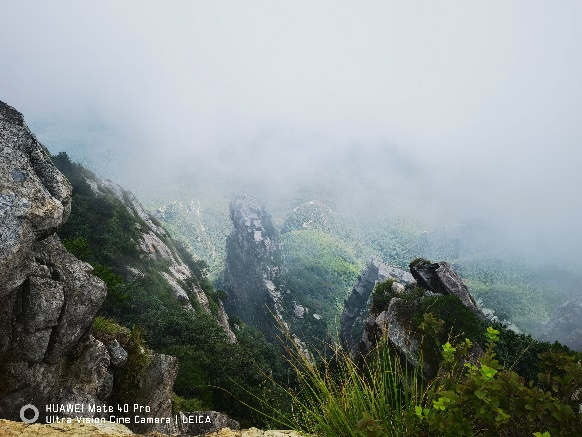 HUAWEI Mate 40 Pro
Ultra Vision Cine Camera | LEICA